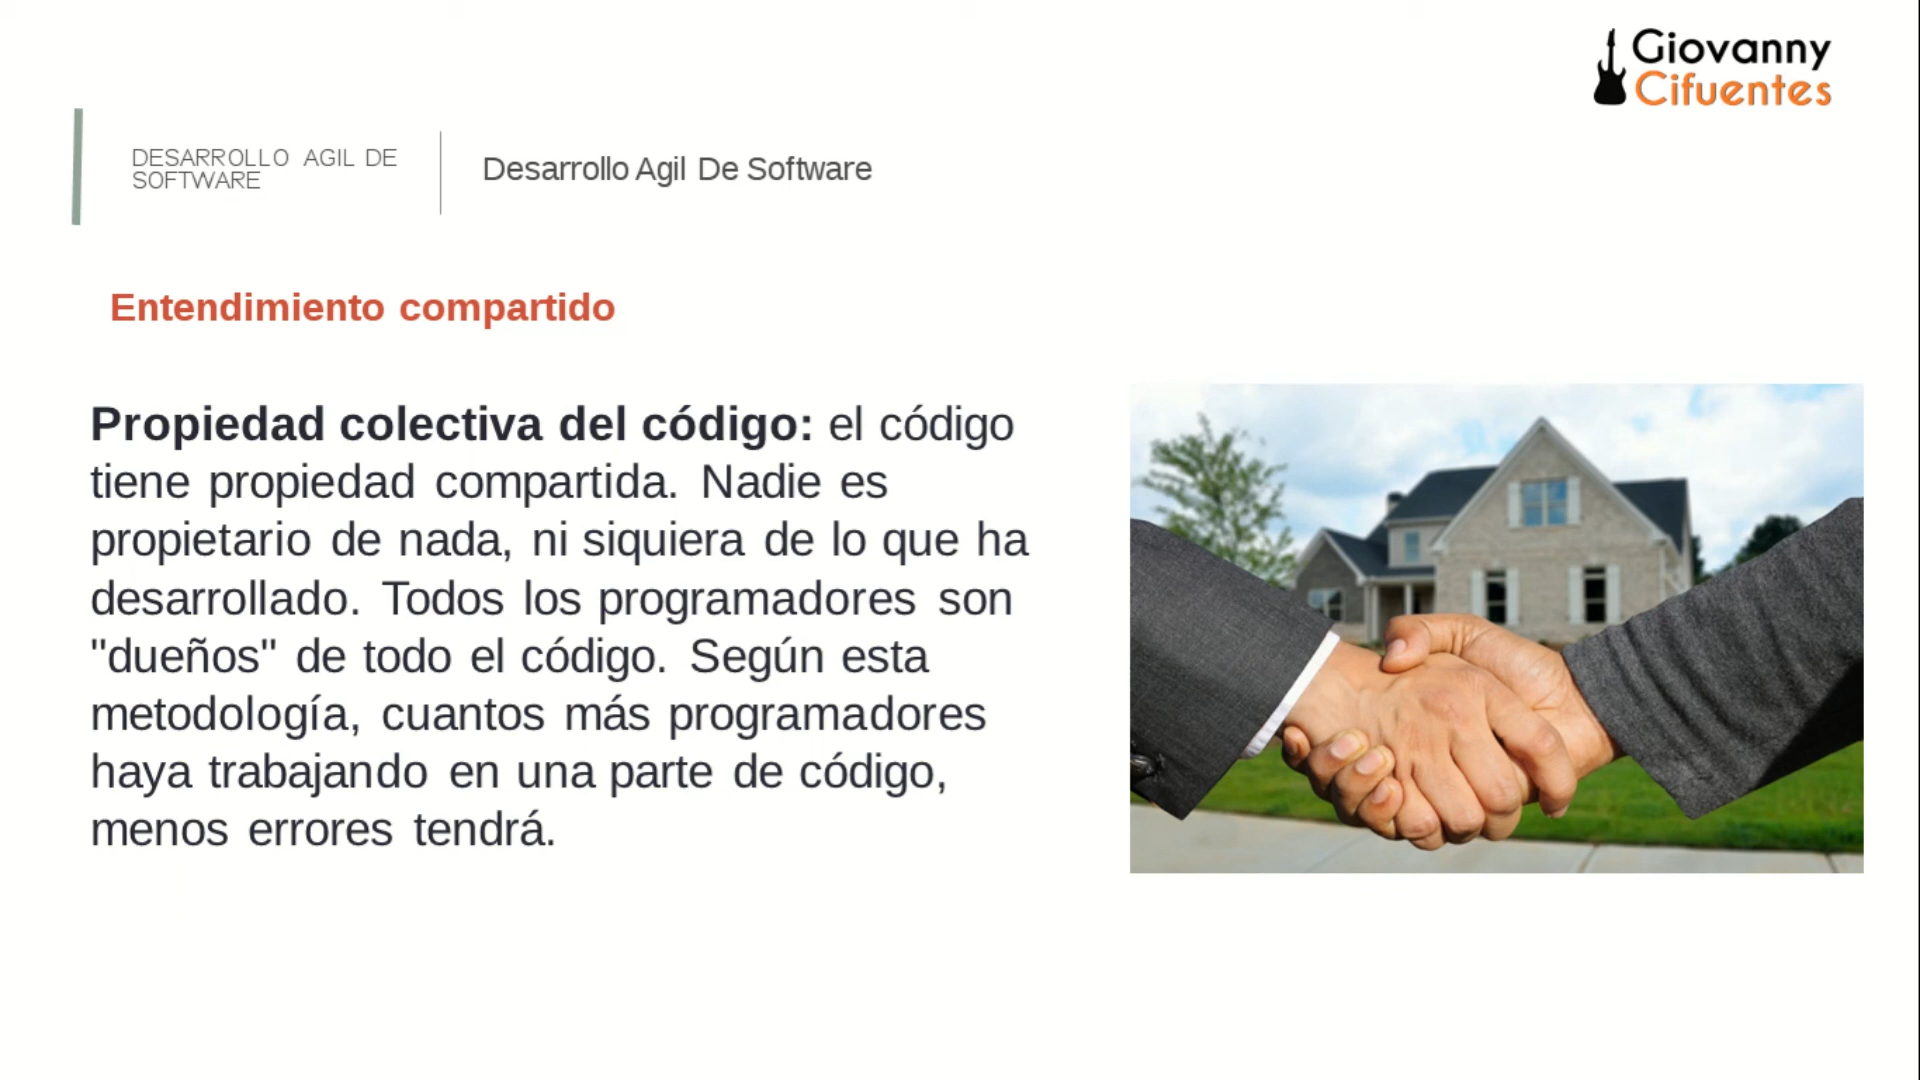 Giovanny
Cifuentes
DESARROLLO AGIL DE
SOFTWARE
Desarrollo Agil De Software
Entendimiento compartido
Propiedad colectiva del código: el código
tiene propiedad compartida. Nadie es
propietario de nada, ni siquiera de lo que ha
desarrollado. Todos los programadores son
"dueños" de todo el código. Según esta
metodología, cuantos más programadores
haya trabajando en una parte de código,
menos errores tendrá.